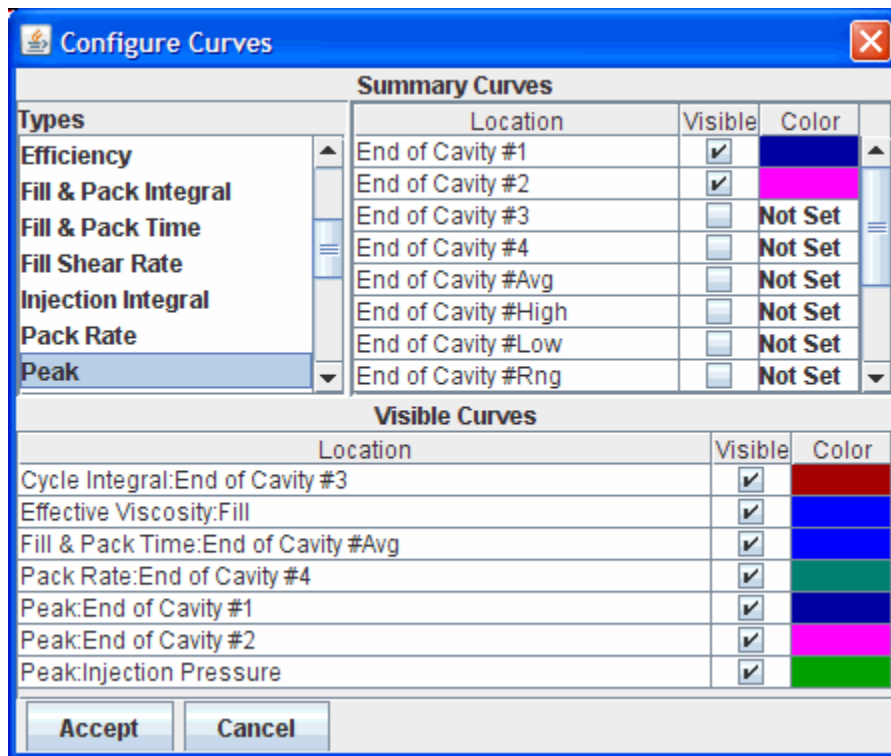 Configure Curves
Summary Curves
Types
Efficiency
Fill & Pack Integral
Fill & Pack Time
Fill Shear Rate
Injection Integral
Pack Rate
Peak
Location Visible Color
End of Cavity #1
End of Cavity #2
End of Cavity #3 Not Set
End of Cavity #4 Not Set
End of Cavity #Avg Not Set
End of Cavity #High Not Set
End of Cavity #Low Not Set
End of Cavity #Rng Not Set
Visible Curves
Location Visible Color
Cycle Integral:End of Cavity #3
Effective Viscosity:Fill
Fill & Pack Time:End of Cavity #Avg
Pack Rate:End of Cavity #4
Peak:End of Cavity #1
Peak:End of Cavity #2
Peak:Injection Pressure
Accept Cancel